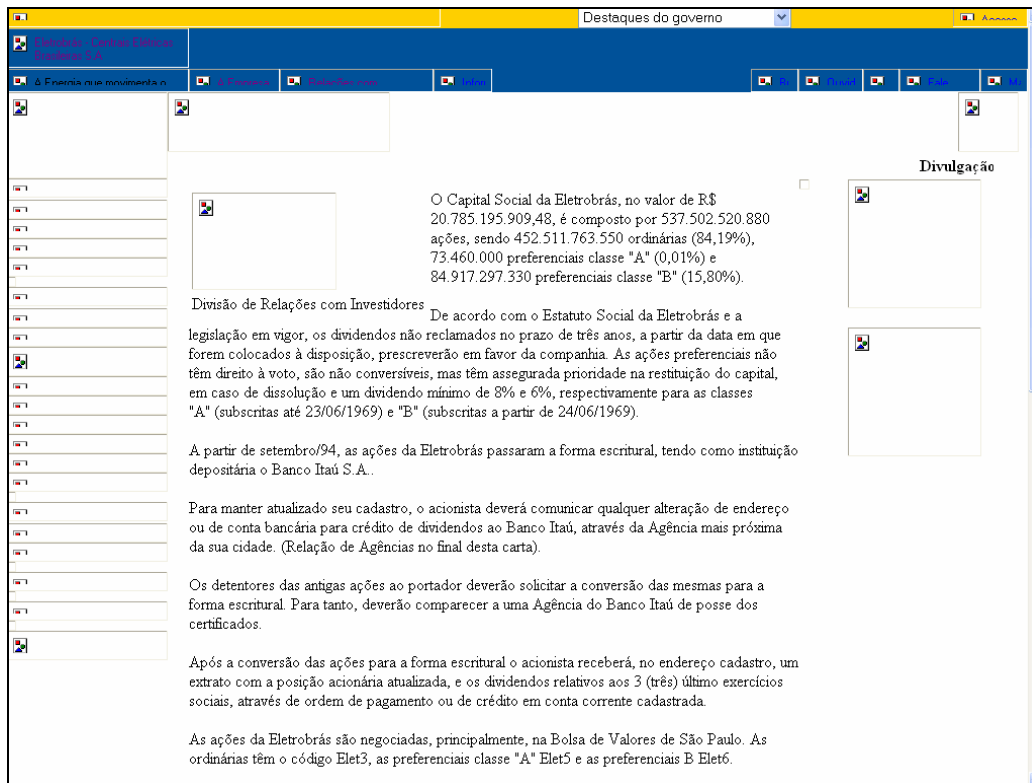 Destaques do governo
Acesso
Eletrobrás - Centrais Elétricas
Brasileiras S.A
A Energia que movimenta o
A Empresa
Relações com
Fale
Divulgação
O Capital Social da Eletrobrás, no valor de R$
20.785.195.909,48, é composto por 537.502.520.880
ações, sendo 452.511.763.550 ordinárias (84,19%),
73.460.000 preferenciais classe "A" (0,01%) e
84.917.297.330 preferenciais classe "B" (15,80%).
Divisão de Relações com Investidores
De acordo com o Estatuto Social da Eletrobrás e a
legislação em vigor, os dividendos não reclamados no prazo de três anos, a partir da data em que
forem colocados à disposição, prescreverão em favor da companhia. As ações preferenciais não
têm direito à voto, são não conversíveis, mas têm assegurada prioridade na restituição do capital,
em caso de dissolução e um dividendo mínimo de 8% e 6%, respectivamente para as classes
"A" (subscritas até 23/06/1969) e "B" (subscritas a partir de 24/06/1969).
A partir de setembro/94, as ações da Eletrobrás passaram a forma escritural, tendo como instituição
depositária o Banco Itaú S.A..
Para manter atualizado seu cadastro, o acionista deverá comunicar qualquer alteração de endereço
ou de conta bancária para crédito de dividendos ao Banco Itaú, através da Agência mais próxima
da sua cidade. (Relação de Agências no final desta carta).
Os detentores das antigas ações ao portador deverão solicitar a conversão das mesmas para a
forma escritural. Para tanto, deverão comparecer a uma Agência do Banco Itaú de posse dos
certificados.
Após a conversão das ações para a forma escritural o acionista receberá, no endereço cadastro, um
extrato com a posição acionária atualizada, e os dividendos relativos aos 3 (três) último exercícios
sociais, através de ordem de pagamento ou de crédito em conta corrente cadastrada.
As ações da Eletrobrás são negociadas, principalmente, na Bolsa de Valores de São Paulo. As
ordinárias têm o código Elet3, as preferenciais classe "A" Elet5 e as preferenciais B Elet6.